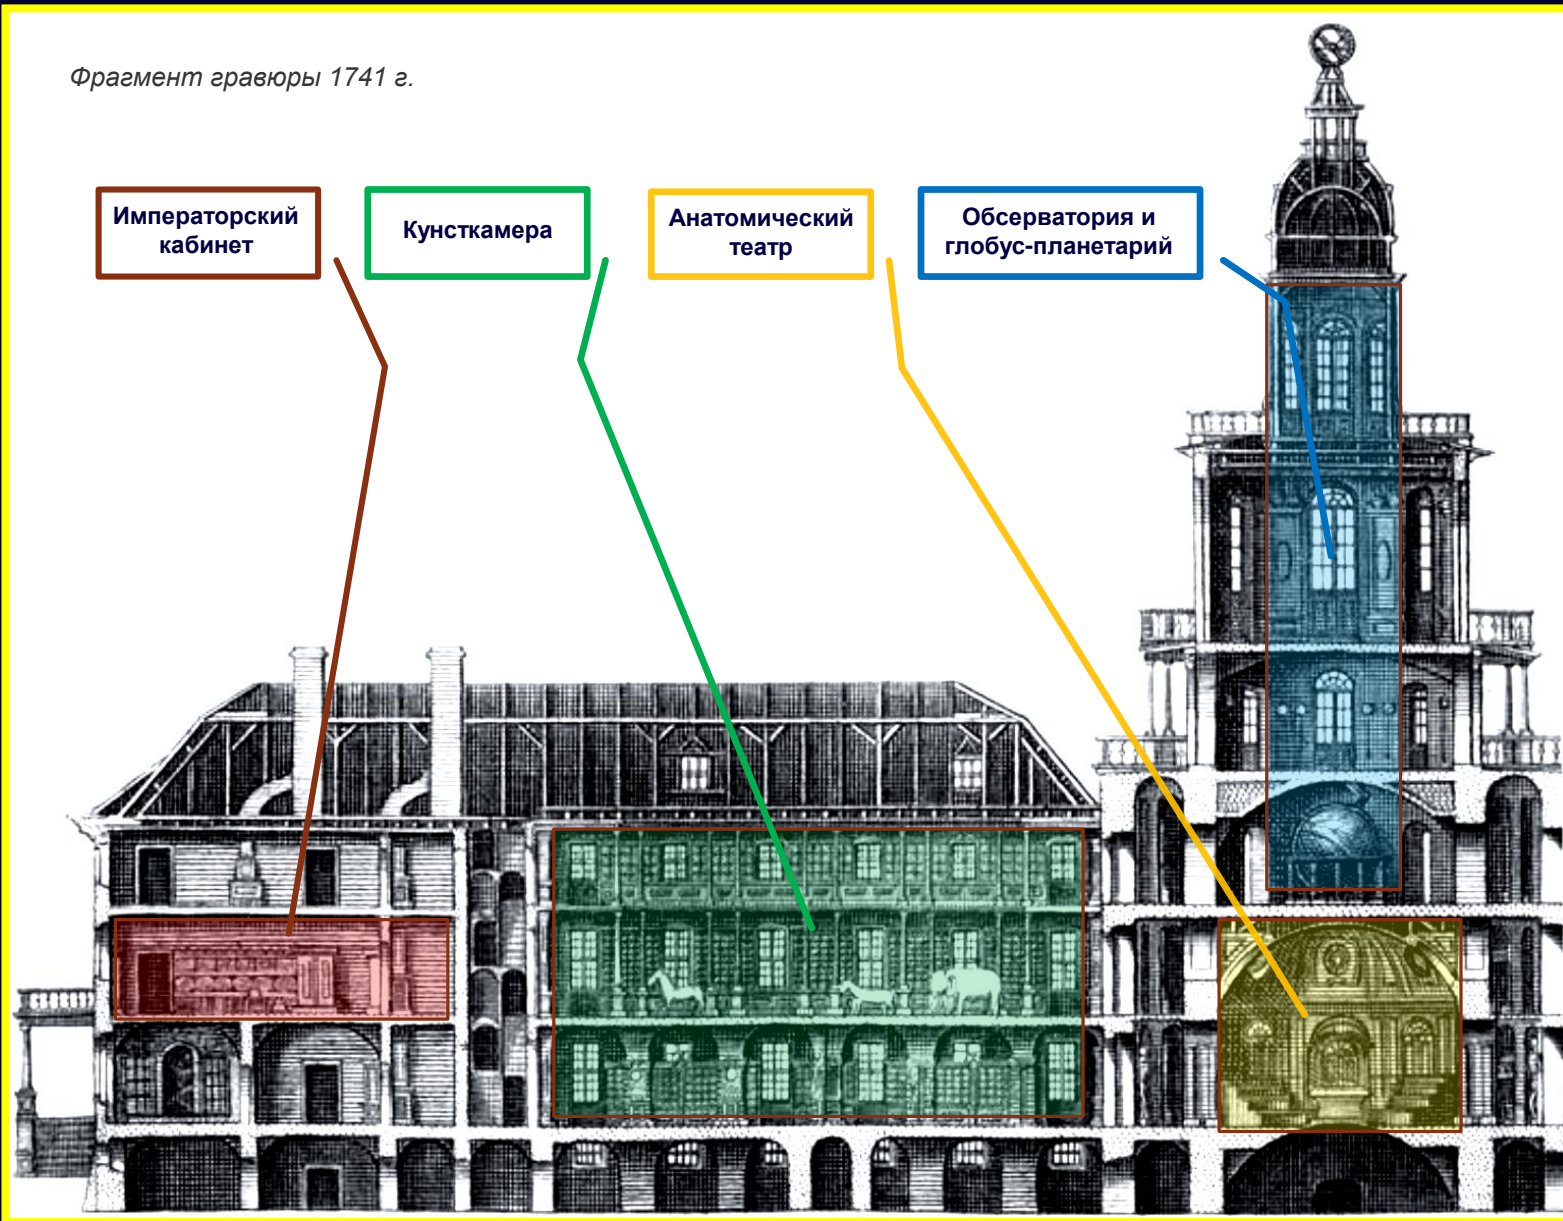 Фрагмент гравюры 1741 г.
Императорский
кабинет
Кунсткамера
Анатомический
театр
Обсерватория и
глобус-планетарий